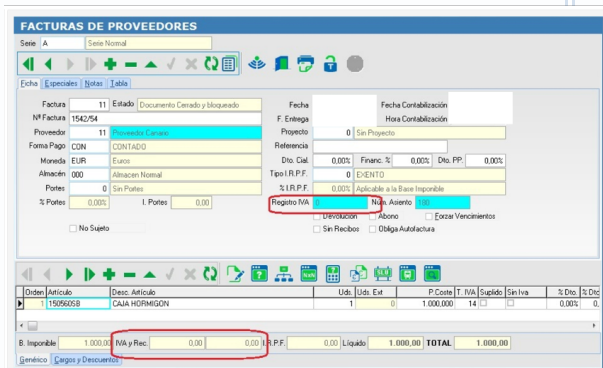 FACTURAS DE PROVEEDORES
Serie A Serie Normal
Ficha Especiales Notas Tabla
Factura 11 Estado Documento Cerrado y bloqueado Fecha Fecha Contabilización
Nº Factura 1542/54 F. Entrega Hora Contabilización
Proveedor 11 Proveedor Canario Proyecto 0 Sin Proyecto
Forma Pago CON CONTADO Referencia
Moneda EUR Euros Dto. Cial. 0,00% Financ. % 0,00% Dto. PP. 0,00%
Almacén 000 Almacen Normal Tipo I.R.P.F. 0 EXENTO
Portes 0 Sin Portes % I.R.P.F. 0,00% Aplicable a la Base Imponible
% Portes 0,00% I. Portes 0,00 Registro IVA 0 Núm. Asiento 100
Devolución Abono Forzar Vencimientos
No Sujeto Sin Recibos Obliga Autofactura
Orden Artículo Desc. Artículo Uds. Uds. Ext P.Coste T. IVA Suplido Sin Iva % Dto. % Dto
1 150560SB CAJA HORMIGON 1 0 1.000,000 14 0,00% 0,
B. Imponible 1.000,00 IVA y Rec. 0,00 0,00 I.R.P.F. 0,00 Líquido 1.000,00 TOTAL 1.000,00
Genérico Cargos y Descuentos